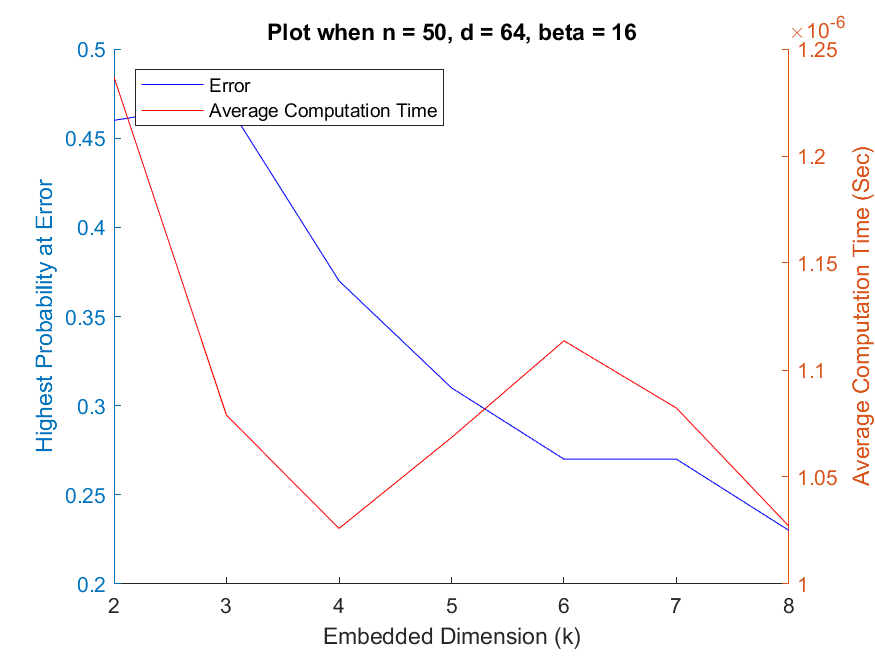 Plot when n = 50, d = 64, beta = 16
×10-6
Error
Average Computation Time
Highest Probability at Error
0.5
0.45
0.4
0.35
0.3
0.25
0.2
1.25
1.2
1.15
1.1
1.05
1
Average Computation Time (Sec)
2 3 4 5 6 7 8
Embedded Dimension (k)